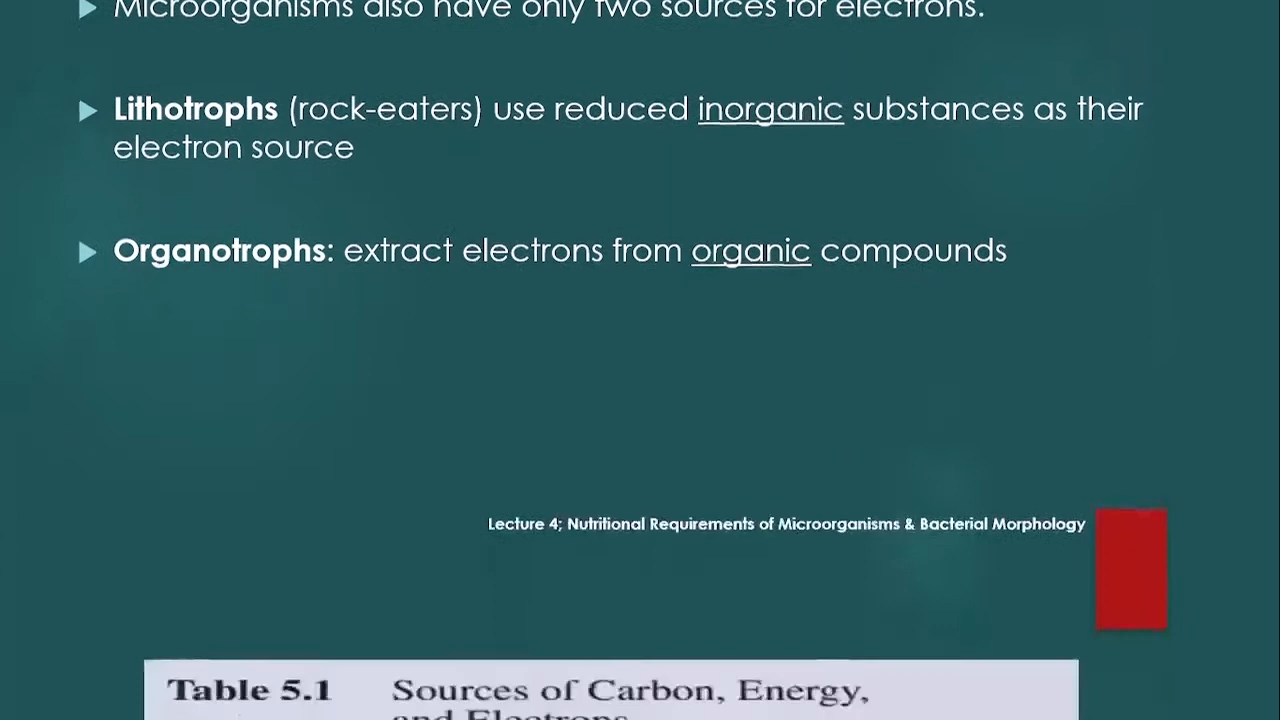 Microorganisms also have only two sources for electrons.
Lithotrophs (rock-eaters) use reduced inorganic substances as their
electron source
Organotrophs: extract electrons from organic compounds
Lecture 4; Nutritional Requirements of Microorganisms & Bacterial Morphology
Table 5.1 Sources of Carbon, Energy,
and Electrons